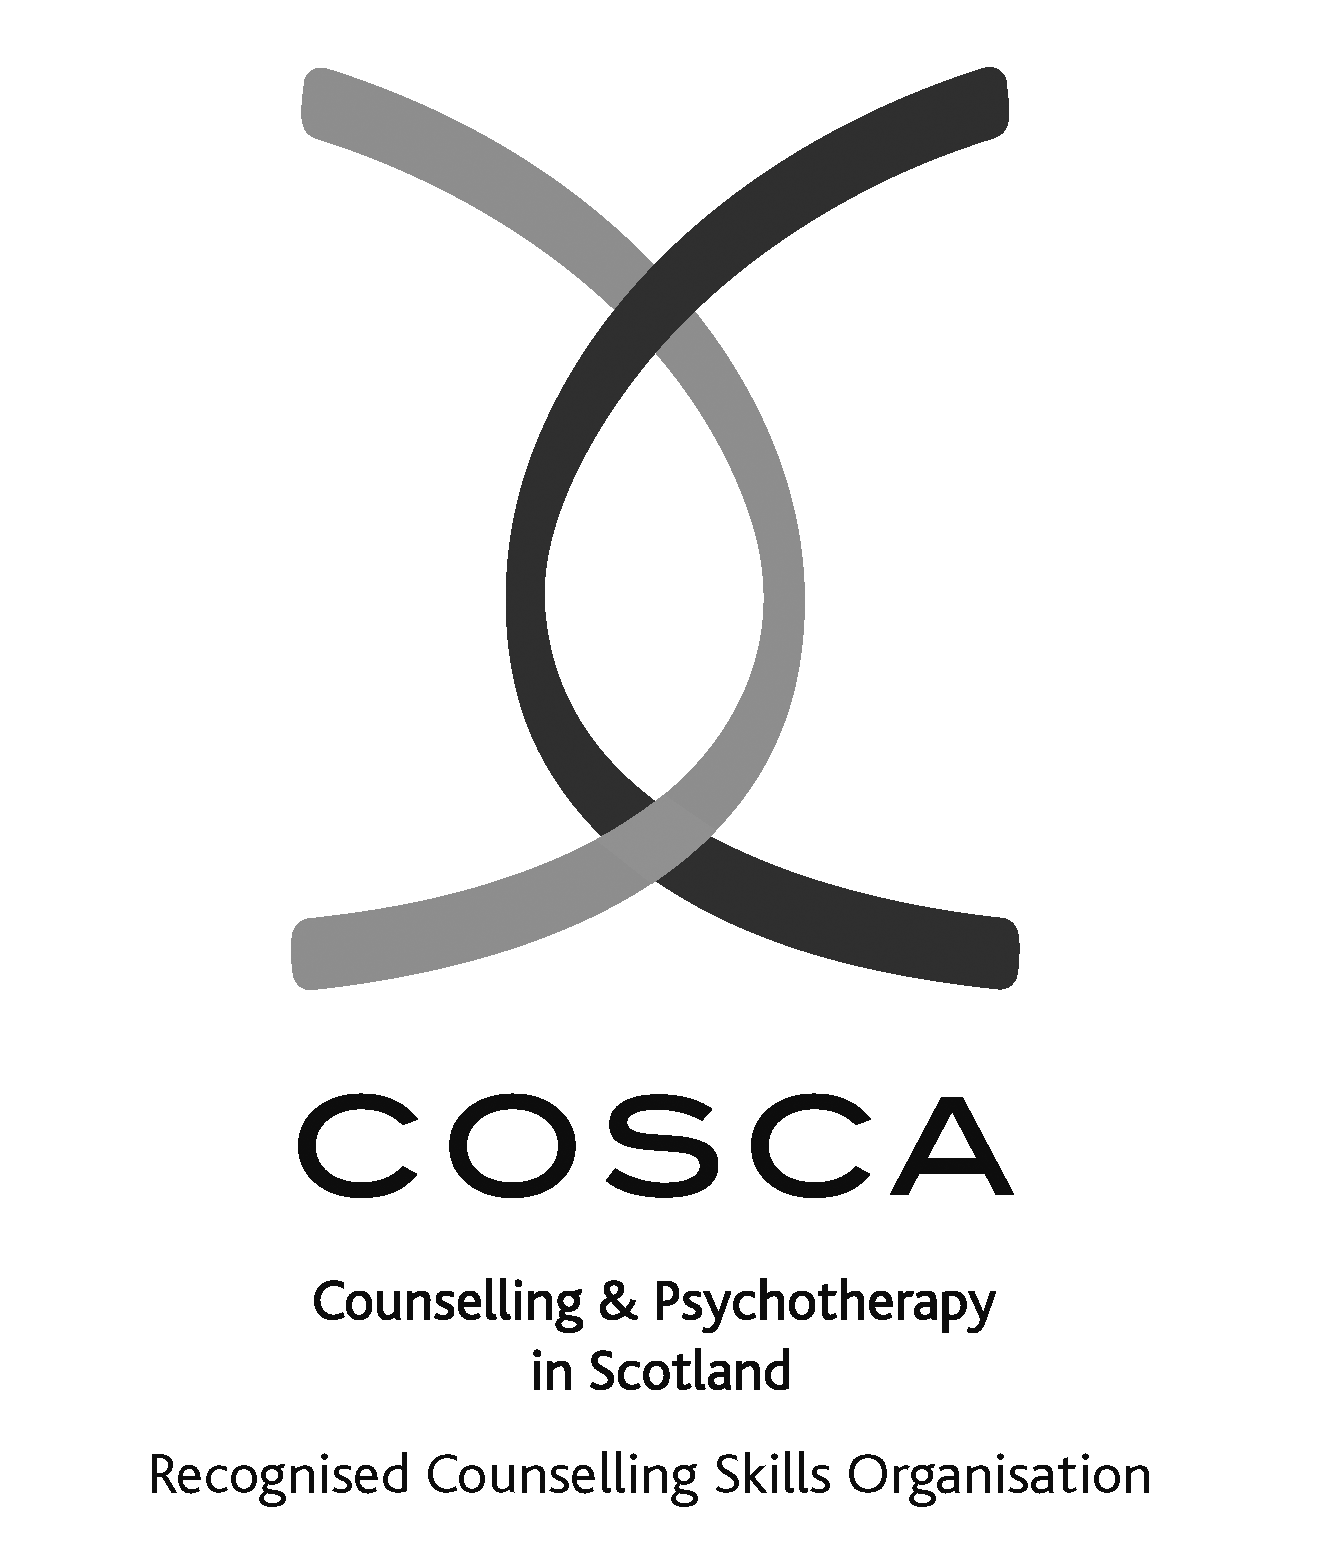 COSCA
Counselling & Psychotherapy
in Scotland
Recognised Counselling Skills Organisation